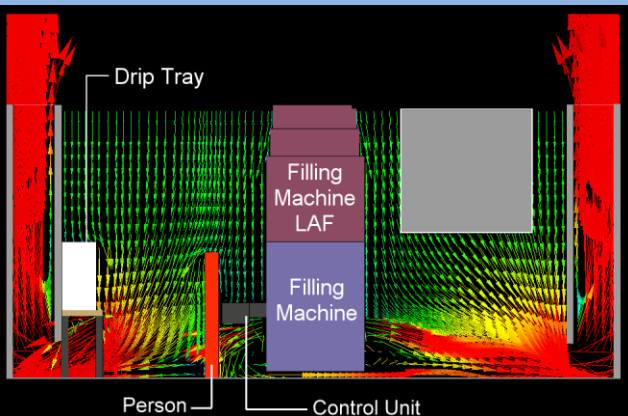 Drip Tray
Filling
Machine
LAF
Filling
Machine
Person
Control Unit